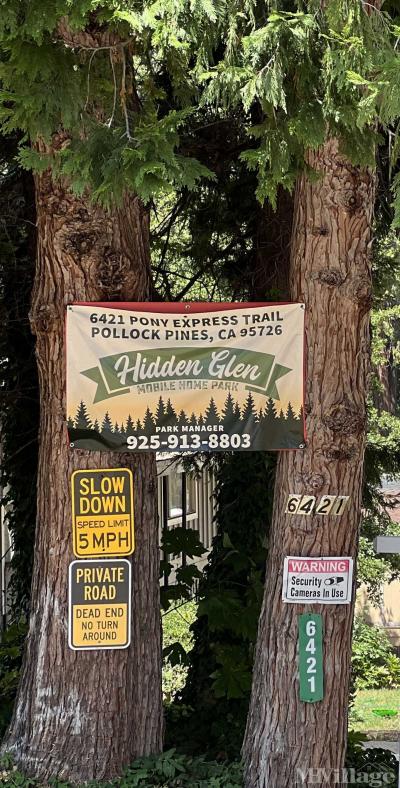 6421 PONY EXPRESS TRAIL
POLLOCK PINES, CA 95726
Hidden Glen
MOBILE HOME PARK
PARK MANAGER
925-913-8803
SLOW
DOWN
SPEED LIMIT
5 MPH
PRIVATE
ROAD
DEAD END
NO TURN
AROUND
6421
WARNING
Security
Cameras In Use
6
4
2
1
MHVillage